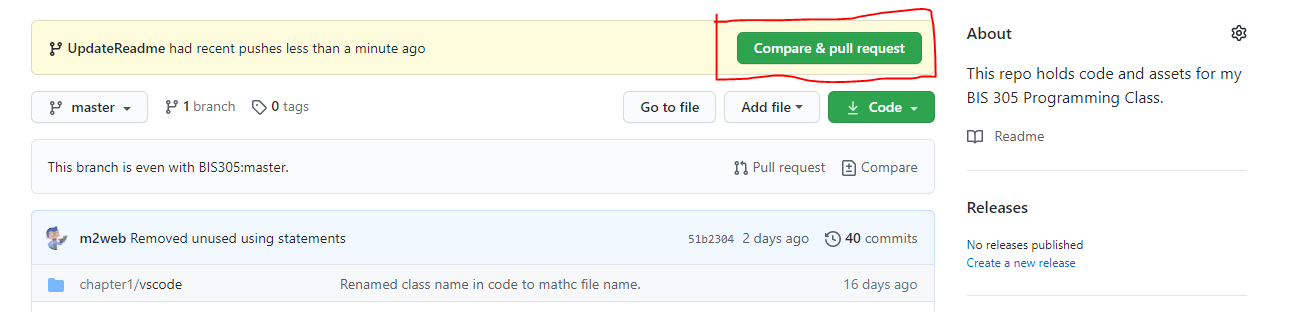 UpdateReadme had recent pushes less than a minute ago
Compare & pull request
master
1 branch
0 tags
Go to file
Add file
Code
This branch is even with BIS305:master.
Pull request
Compare
m2web Removed unused using statements
51b2304 2 days ago
40 commits
chapter1/vscode
Renamed class name in code to mathc file name.
16 days ago
About
This repo holds code and assets for my
BIS 305 Programming Class.
Readme
Releases
No releases published
Create a new release